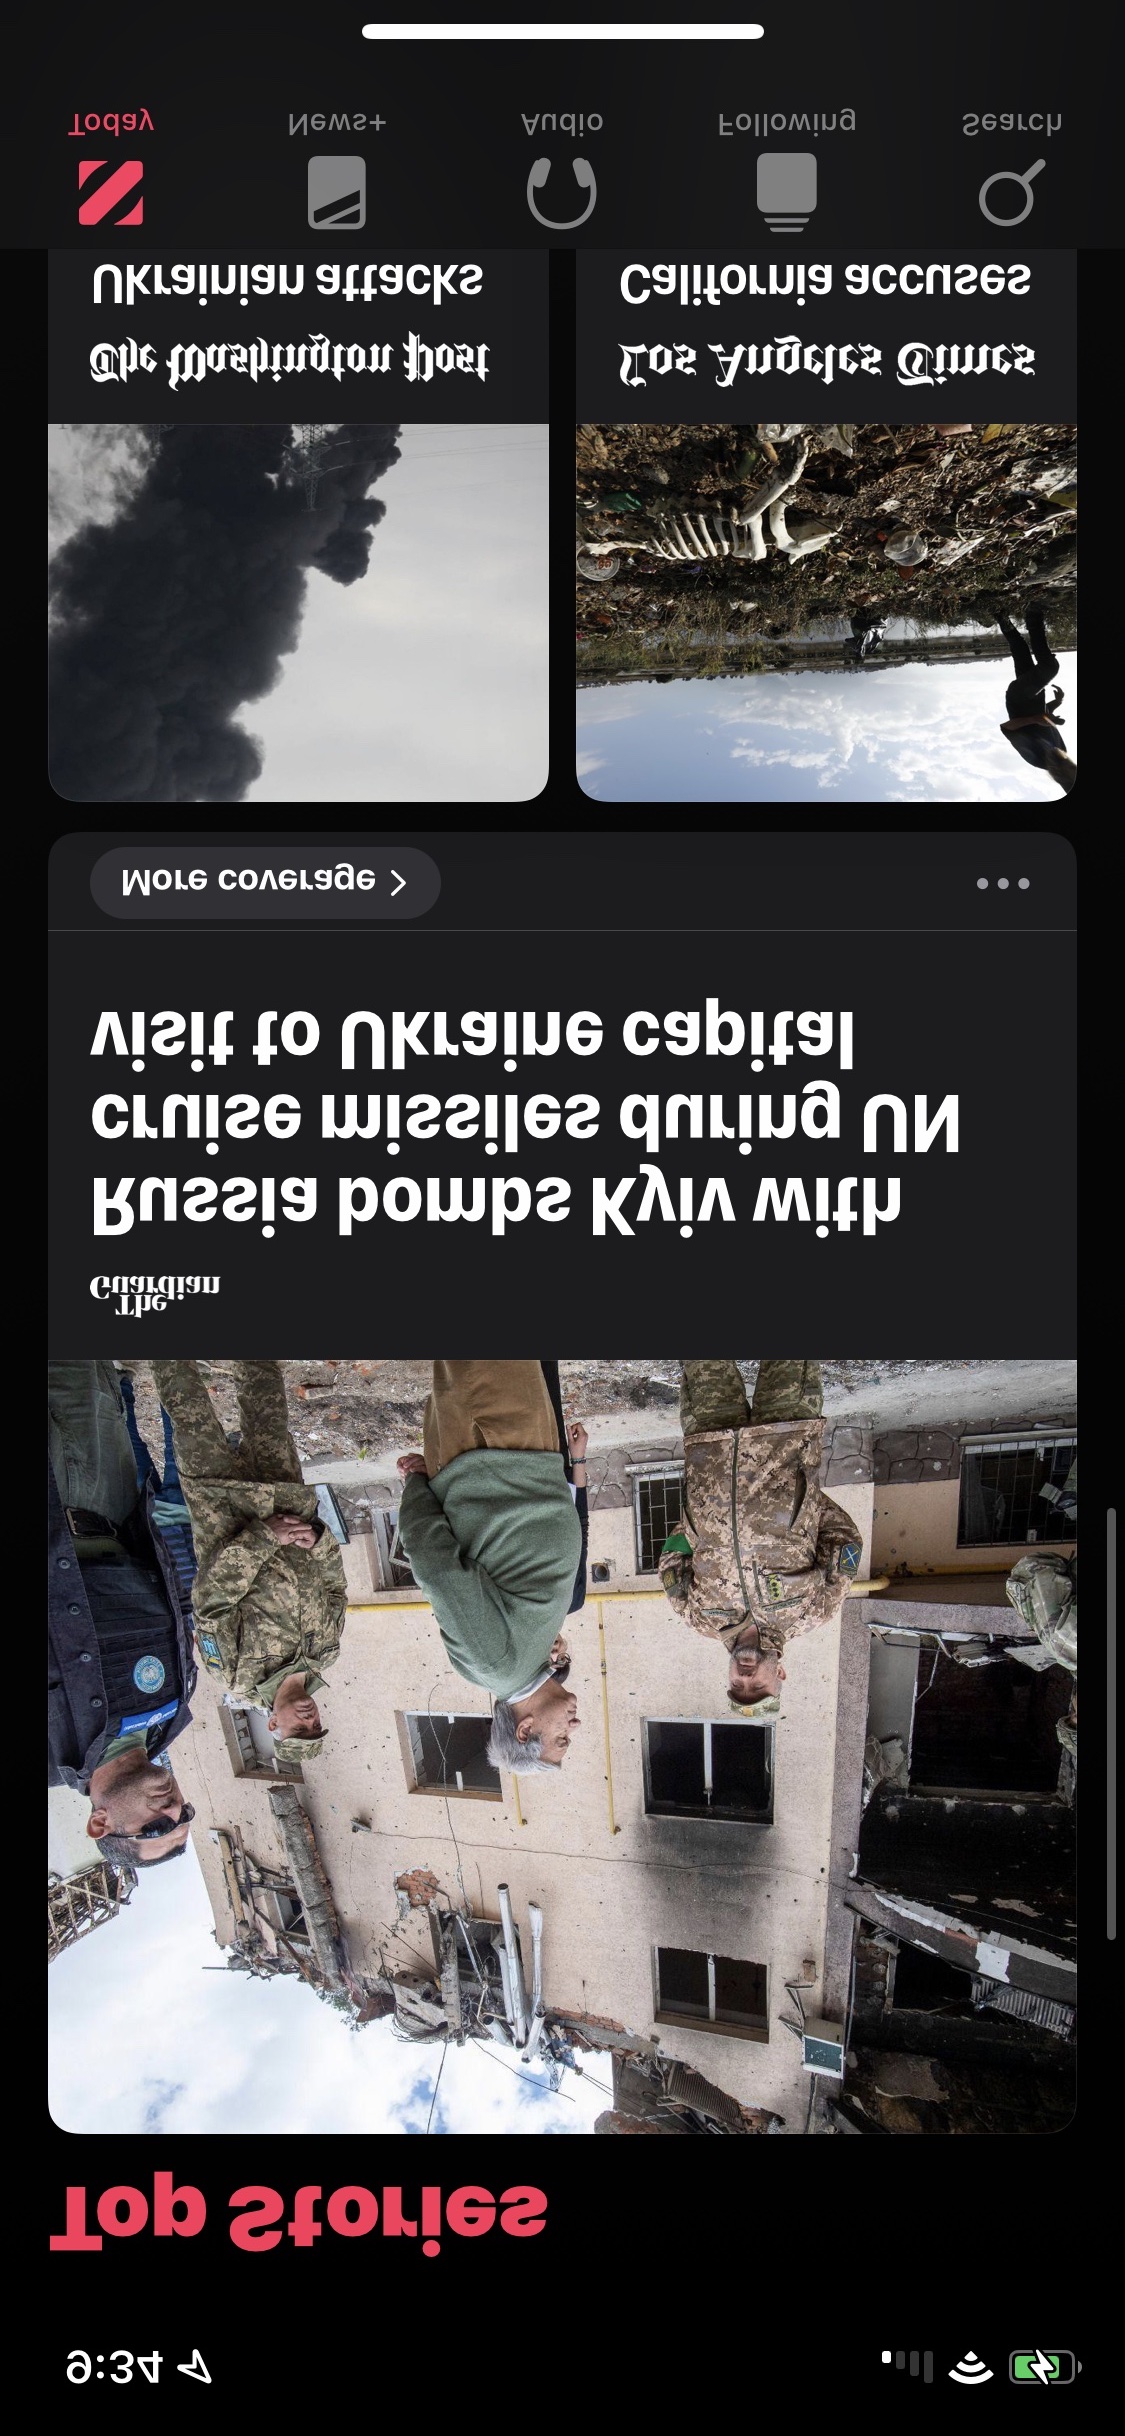 9:34
Top Stories
The
Guardian
Russia bombs Kyiv with
cruise missiles during UN
visit to Ukraine capital
More coverage
The Washington Post
Ukrainian attacks
Los Angeles Times
California accuses
Today
News+
Audio
Following
Search